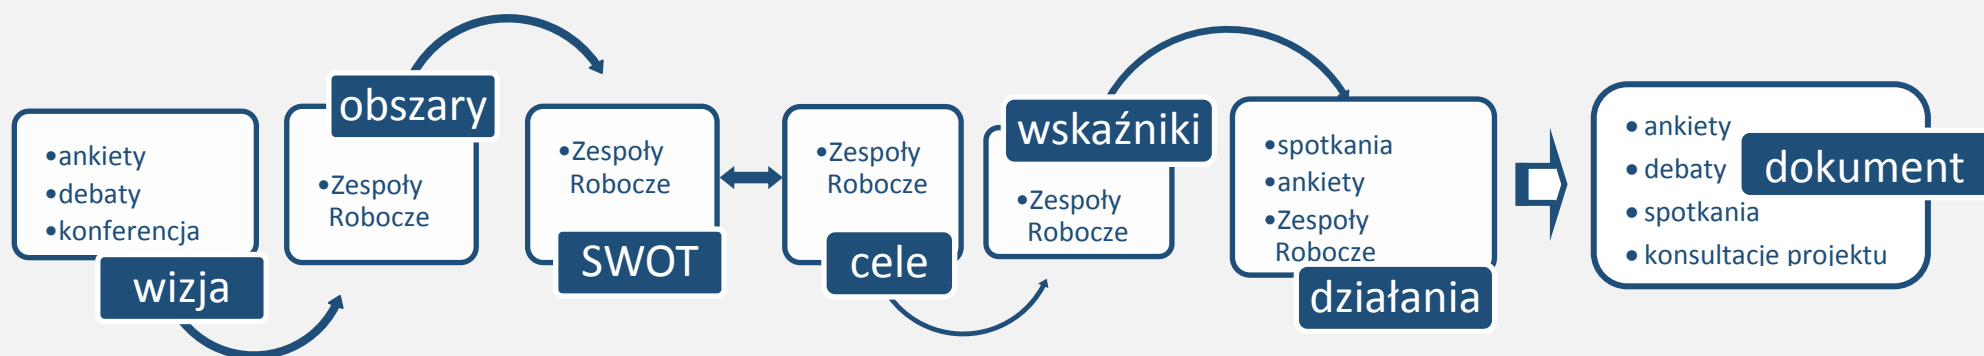 •ankiety
•debaty
•konferencja
wizja
obszary
•Zespoły
Robocze
•Zespoły
Robocze
SWOT
•Zespoły
Robocze
cele
wskaźniki
•Zespoły
Robocze
•spotkania
•ankiety
•Zespoły
Robocze
działania
• ankiety
• debaty
• spotkania
• konsultacje projektu
dokument